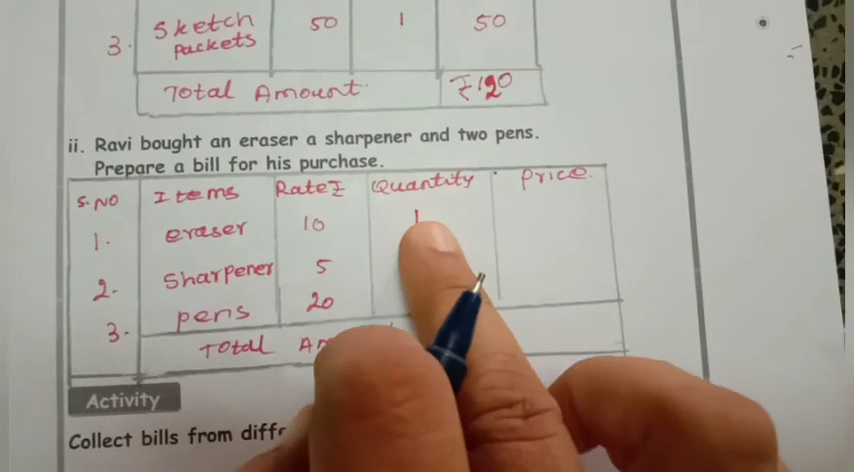 3. Sketch packets 50 1 50
Total Amount ₹120
ii. Ravi bought an eraser a sharpener and two pens.
Prepare a bill for his purchase.
S.NO Items Rate₹ Quantity Price.
1. eraser 10 1
2. Sharpener 5
3. pens 20
Total
Activity
Collect bills from